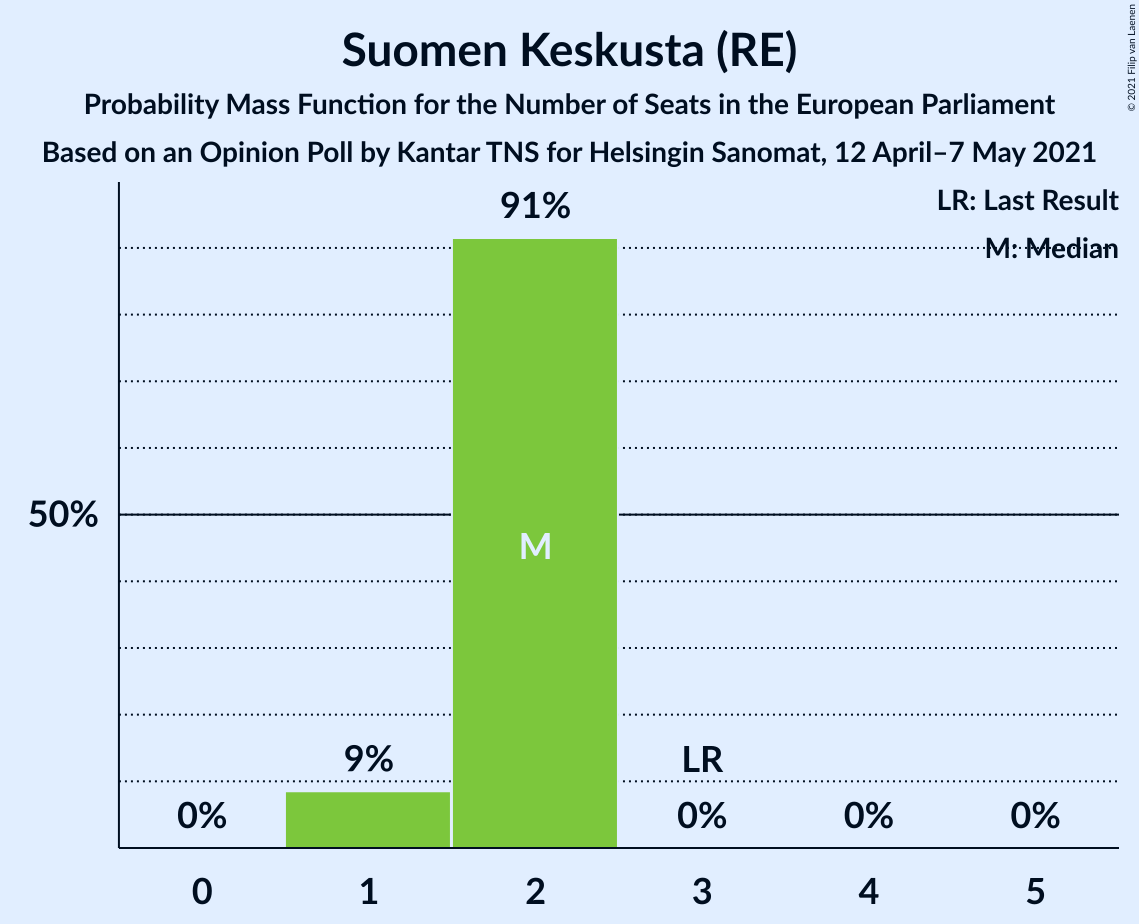 Suomen Keskusta (RE)
Probability Mass Function for the Number of Seats in the European Parliament
Based on an Opinion Poll by Kantar TNS for Helsingin Sanomat, 12 April–7 May 2021
© 2021 Filip van Laenen
LR: Last Result
M: Median
91%
50%
M
9%
LR
0%
0%
0%
0%
0
1
2
3
4
5